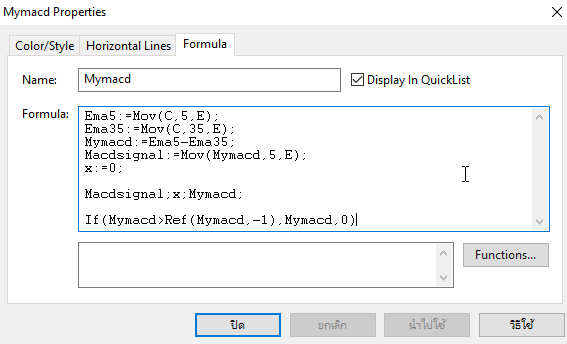 Mymacd Properties
Color/Style
Horizontal Lines
Formula
Name:
Mymacd
Display In QuickList
Formula:
Ema5:=Mov(C,5,E);
Ema35:=Mov(C,35,E);
Mymacd:=Ema5-Ema35;
Macdsignal:=Mov(Mymacd,5,E);
x:=0;
Macdsignal;x;Mymacd;
If(Mymacd>Ref(Mymacd,-1),Mymacd,0)
Functions...
ปิด
ยกเลิก
นำไปใช้
วิธีใช้